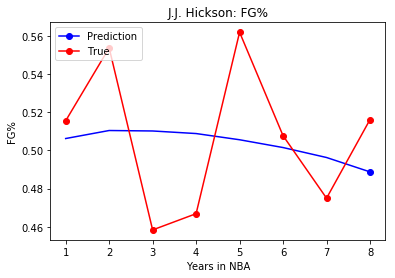 J.J. Hickson: FG%
Prediction
True
FG%
0.56
0.54
0.52
0.50
0.48
0.46
1 2 3 4 5 6 7 8
Years in NBA